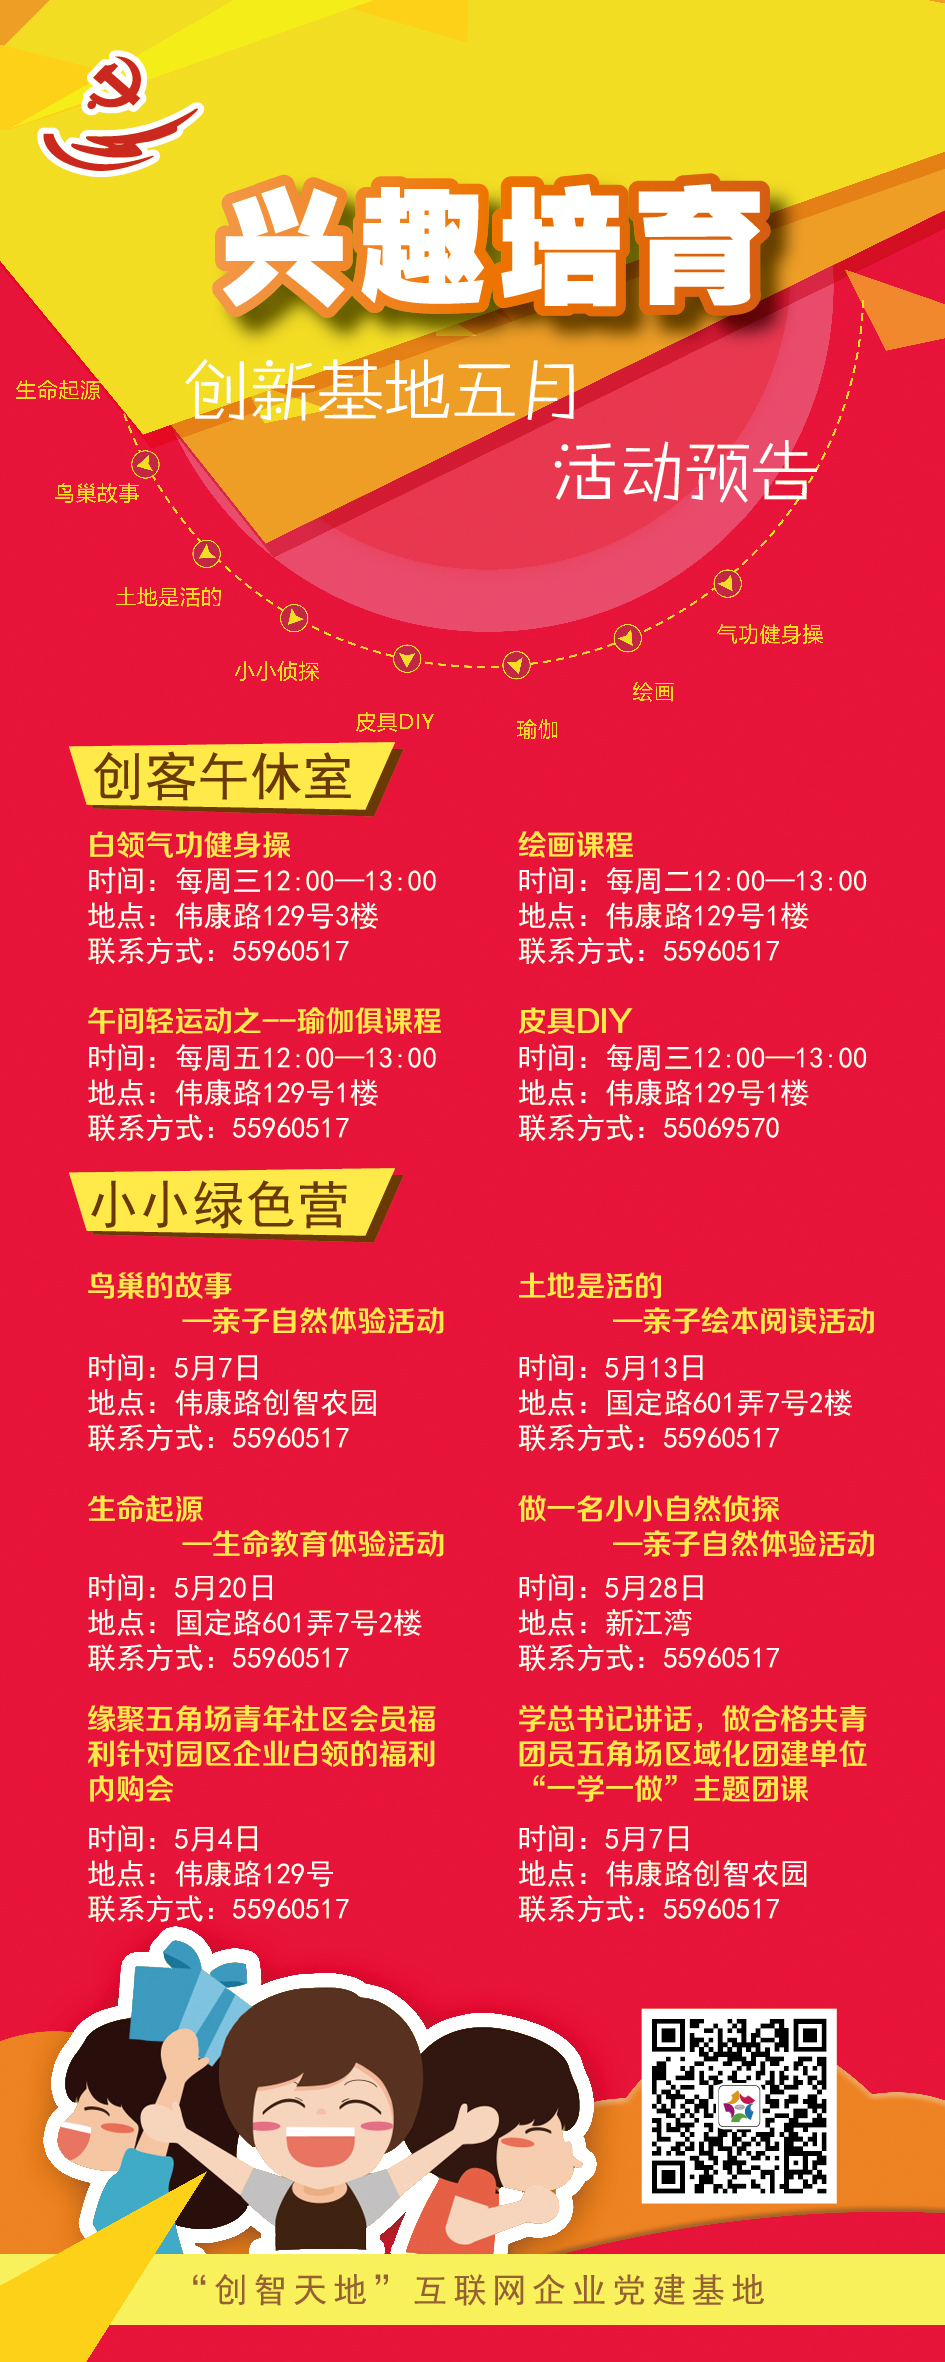 兴趣培育
创新基地五月
活动预告
生命起源
鸟巢故事
土地是活的
小小侦探
皮具DIY
瑜伽
绘画
气功健身操
创客午休室
白领气功健身操
时间：每周三12:00—13:00
地点：伟康路129号3楼
联系方式：55960517
绘画课程
时间：每周二12:00—13:00
地点：伟康路129号1楼
联系方式：55960517
午间轻运动之--瑜伽俱课程
时间：每周五12:00—13:00
地点：伟康路129号1楼
联系方式：55960517
皮具DIY
时间：每周三12:00—13:00
地点：伟康路129号1楼
联系方式：55069570
小小绿色营
鸟巢的故事
—亲子自然体验活动
时间：5月7日
地点：伟康路创智农园
联系方式：55960517
土地是活的
—亲子绘本阅读活动
时间：5月13日
地点：国定路601弄7号2楼
联系方式：55960517
生命起源
—生命教育体验活动
时间：5月20日
地点：国定路601弄7号2楼
联系方式：55960517
做一名小小自然侦探
—亲子自然体验活动
时间：5月28日
地点：新江湾
联系方式：55960517
缘聚五角场青年社区会员福
利针对园区企业白领的福利
内购会
时间：5月4日
地点：伟康路129号
联系方式：55960517
学总书记讲话，做合格共青
团员五角场区域化团建单位
“一学一做”主题团课
时间：5月7日
地点：伟康路创智农园
联系方式：55960517
“创智天地”互联网企业党建基地